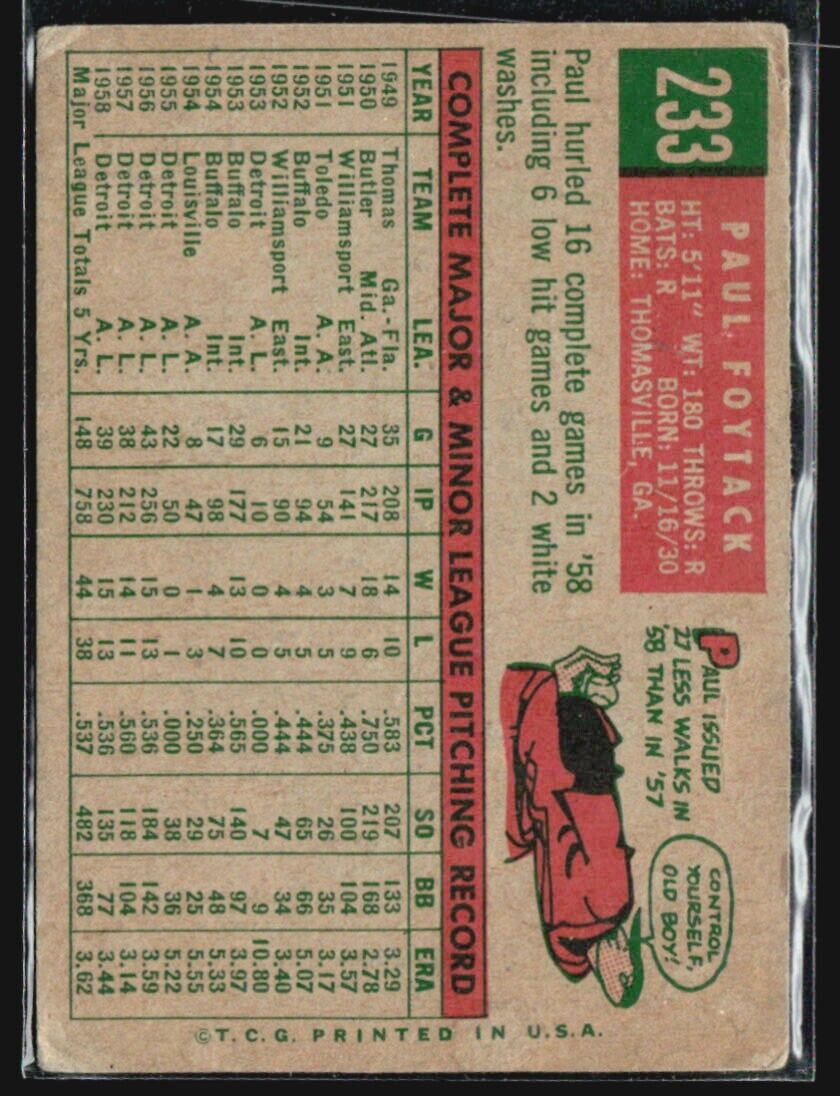 233
PAUL FOYTACK
HT: 5'11" WT: 180 THROWS: R
BATS: R BORN: 11/16/30
HOME: THOMASVILLE, GA.
Paul hurled 16 complete games in '58
including 6 low hit games and 2 white
washes.
PAUL ISSUED
27 LESS WALKS IN
'58 THAN IN '57
CONTROL
YOURSELF,
OLD BOY!
COMPLETE MAJOR & MINOR LEAGUE PITCHING RECORD
YEAR TEAM LEA. G IP W L PCT SO BB ERA
1949 Thomas Ga.-Fla. 35 208 14 10 .583 207 133 3.29
1950 Butler Mid. Atl. 27 217 18 6 .750 219 168 2.78
1951 Williamsport East. 27 141 7 9 .438 100 104 3.57
1951 Toledo A. A. 9 54 3 5 .375 26 35 3.17
1952 Buffalo Int. 21 94 4 5 .444 65 66 5.07
1952 Williamsport East. 15 90 4 5 .444 47 34 3.40
1953 Detroit A. L. 6 10 0 0 .000 7 9 10.80
1953 Buffalo Int. 29 177 13 10 .565 140 97 3.97
1954 Buffalo Int. 17 98 4 7 .364 75 48 5.33
1954 Louisville A. A. 8 47 1 3 .250 29 25 5.55
1955 Detroit A. L. 22 50 0 1 .000 38 36 5.22
1956 Detroit A. L. 43 256 15 13 .536 184 142 3.59
1957 Detroit A. L. 38 212 14 11 .560 118 104 3.14
1958 Detroit A. L. 39 230 15 13 .536 135 77 3.44
Major League Totals 5 Yrs. 148 758 44 38 .537 482 368 3.62
©T.C.G. PRINTED IN U.S.A.